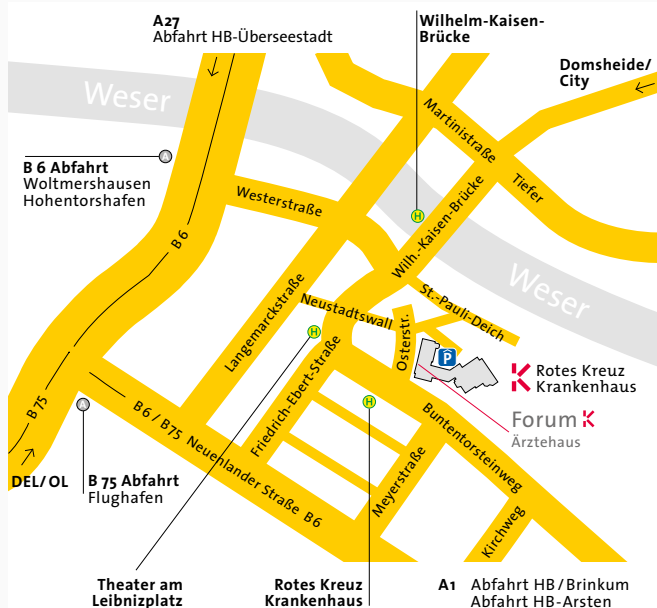 A27
Abfahrt HB-Überseestadt
Wilhelm-Kaisen-
Brücke
Domsheide/
City
Weser
Martinistraße
Tiefer
A
B 6 Abfahrt
Woltmershausen
Hohentorshafen
Westerstraße
H
Wilh.-Kaisen-Brücke
B 6
Weser
St.-Pauli-Deich
Neustadtswall
Langemarckstraße
Osterstr.
H
P
Friedrich-Ebert-Straße
Rotes Kreuz
Krankenhaus
B 75
A
H
Forum K
Ärztehaus
B6 / B75 Neuenlander Straße B6
Buntentorsteinweg
Meyerstraße
DEL/OL
B 75 Abfahrt
Flughafen
Kirchweg
Theater am
Leibnizplatz
Rotes Kreuz
Krankenhaus
A1 Abfahrt HB/Brinkum
Abfahrt HB-Arsten